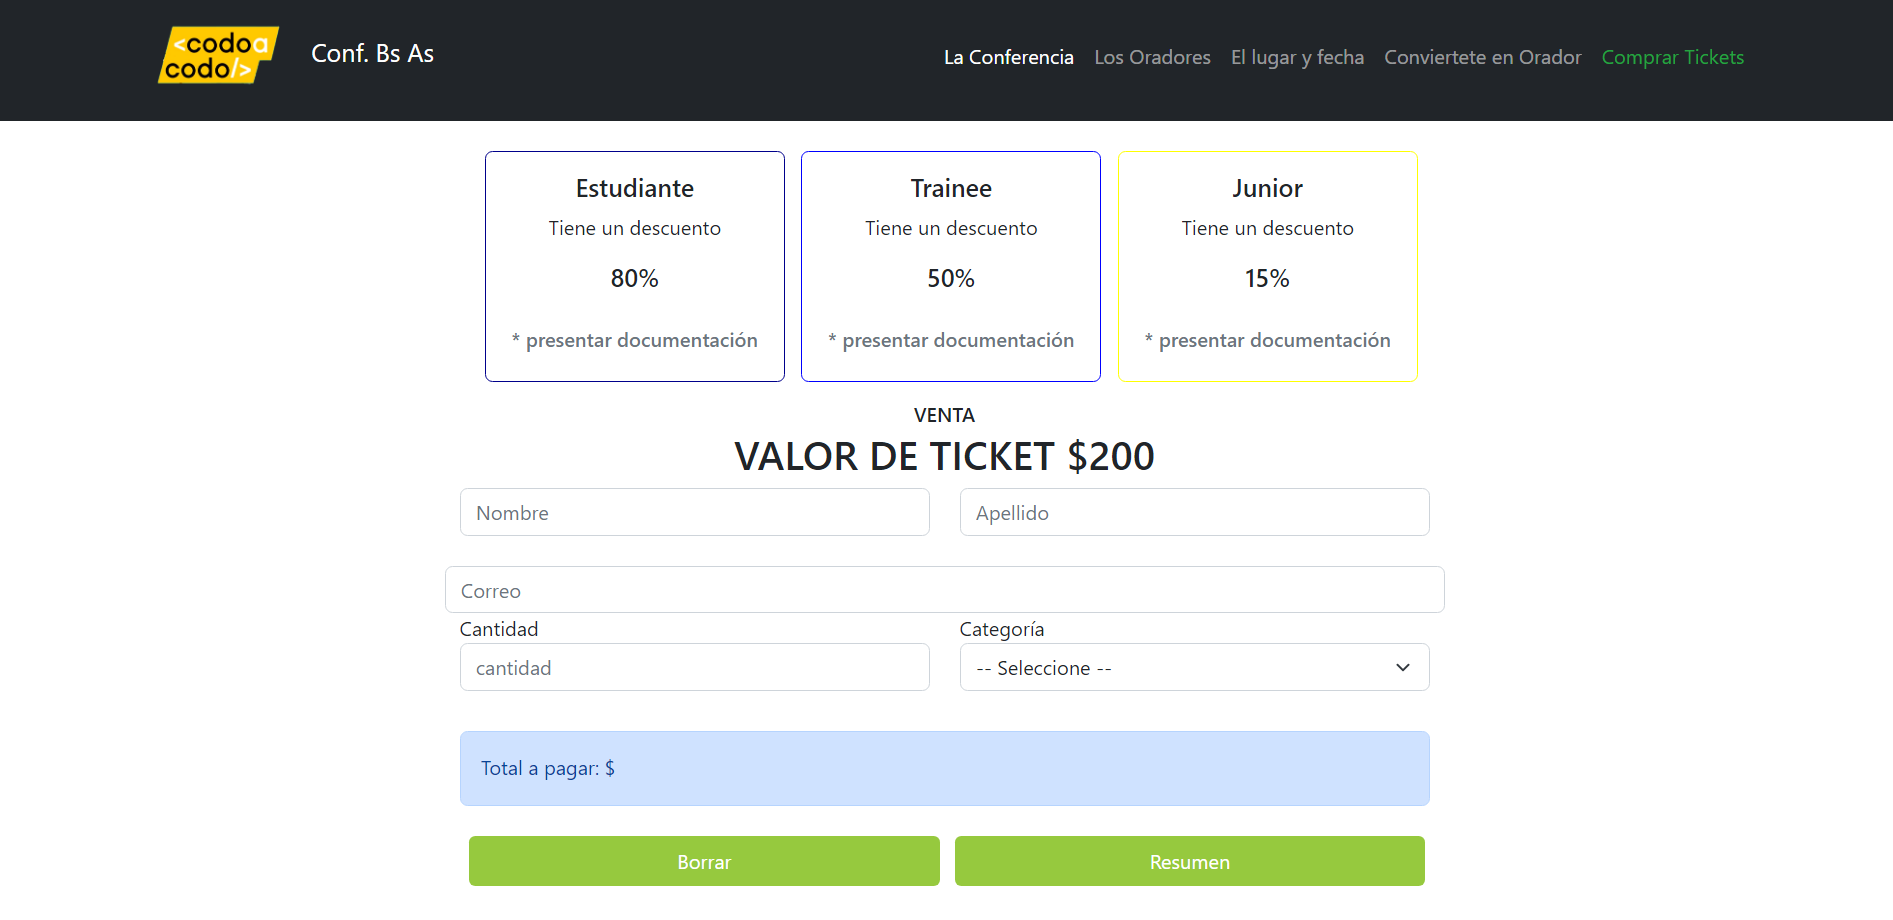 <codoa
codo/>
Conf. Bs As
La Conferencia Los Oradores El lugar y fecha Conviertete en Orador Comprar Tickets
Estudiante
Tiene un descuento
80%
* presentar documentación
Trainee
Tiene un descuento
50%
* presentar documentación
Junior
Tiene un descuento
15%
* presentar documentación
VENTA
VALOR DE TICKET $200
Nombre
Apellido
Correo
Cantidad
cantidad
Categoría
-- Seleccione --
Total a pagar: $
Borrar
Resumen